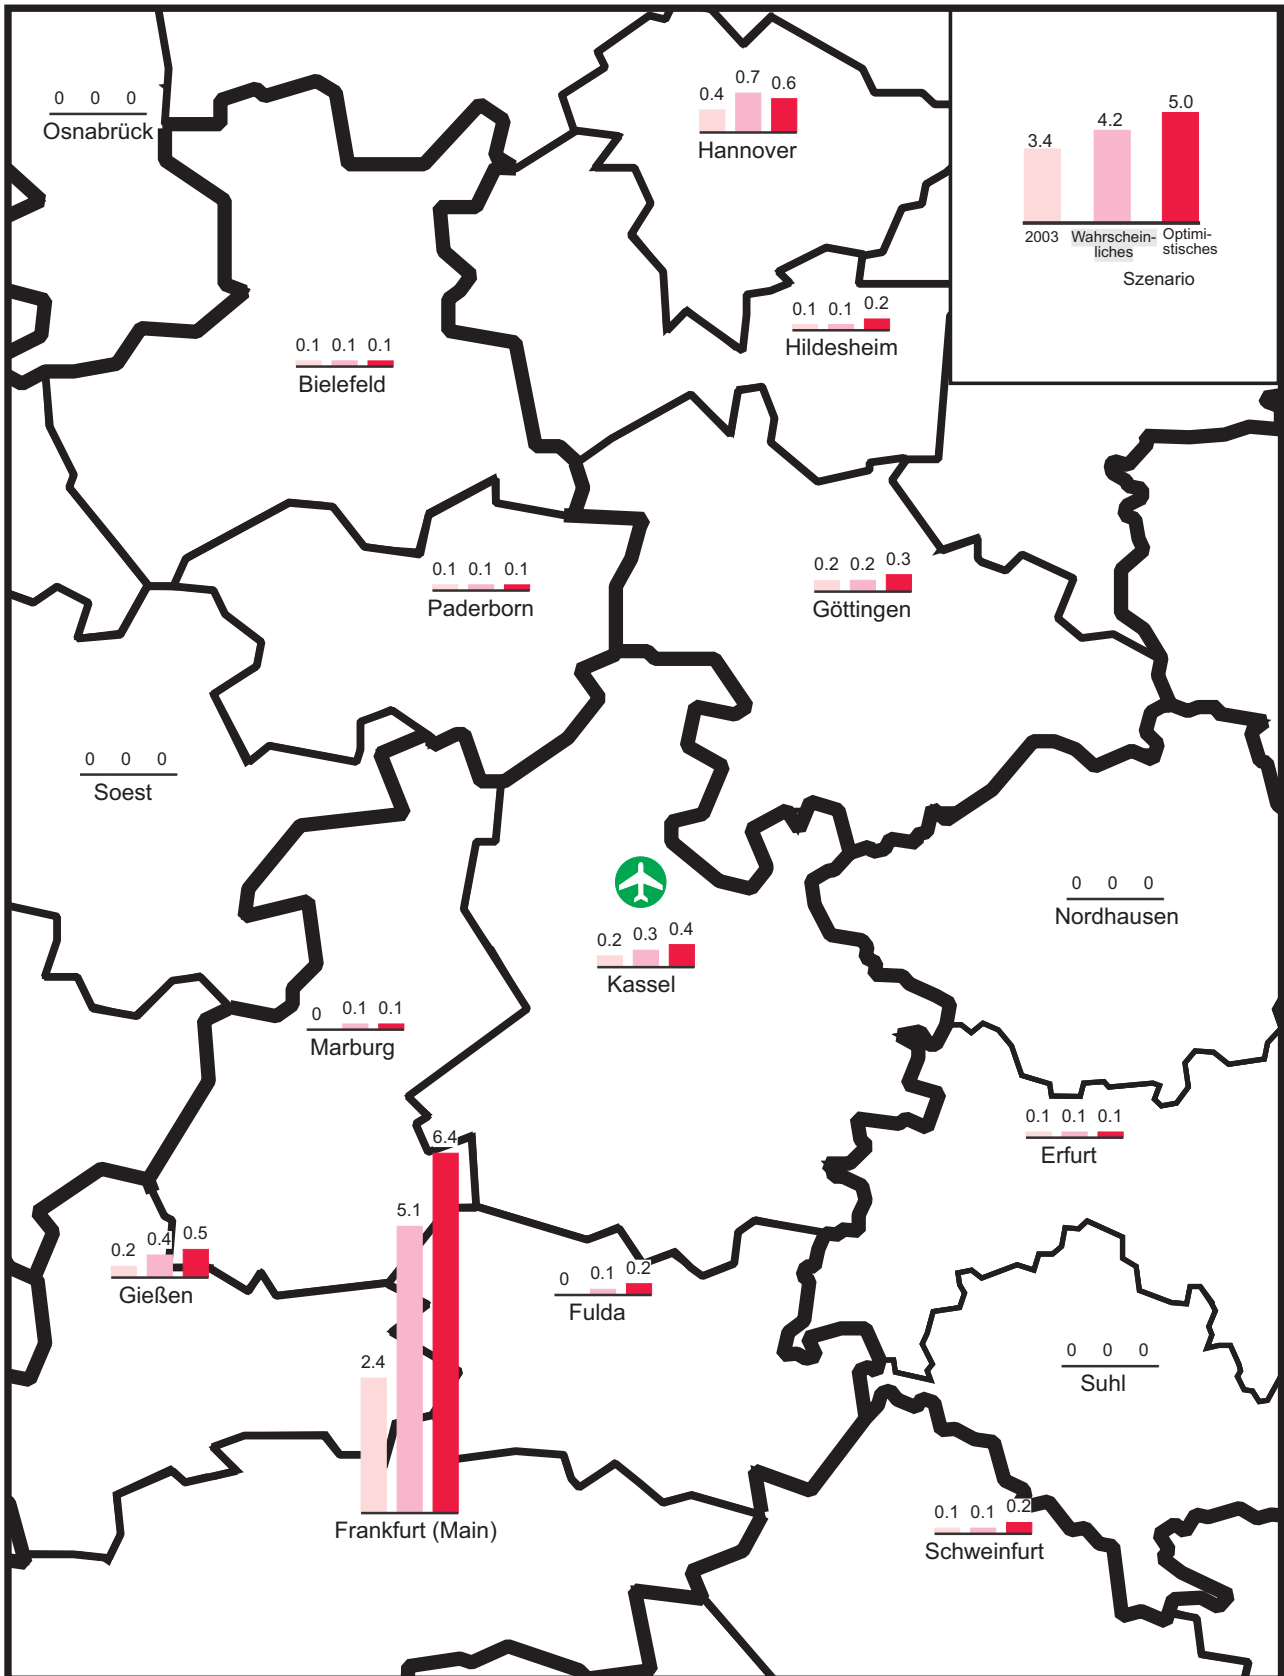 0 0 0
Osnabrück
0.4 0.7 0.6
Hannover
3.4 4.2 5.0
2003 Wahrschein-
liches
Optimi-
stisches
Szenario
0.1 0.1 0.2
Hildesheim
0.1 0.1 0.1
Bielefeld
0.1 0.1 0.1
Paderborn
0.2 0.2 0.3
Göttingen
0 0 0
Soest
0 0 0
Nordhausen
0.2 0.3 0.4
Kassel
0 0.1 0.1
Marburg
0.1 0.1 0.1
Erfurt
0.2 0.4 0.5
Gießen
2.4 5.1 6.4
Frankfurt (Main)
0 0.1 0.2
Fulda
0 0 0
Suhl
0.1 0.1 0.2
Schweinfurt